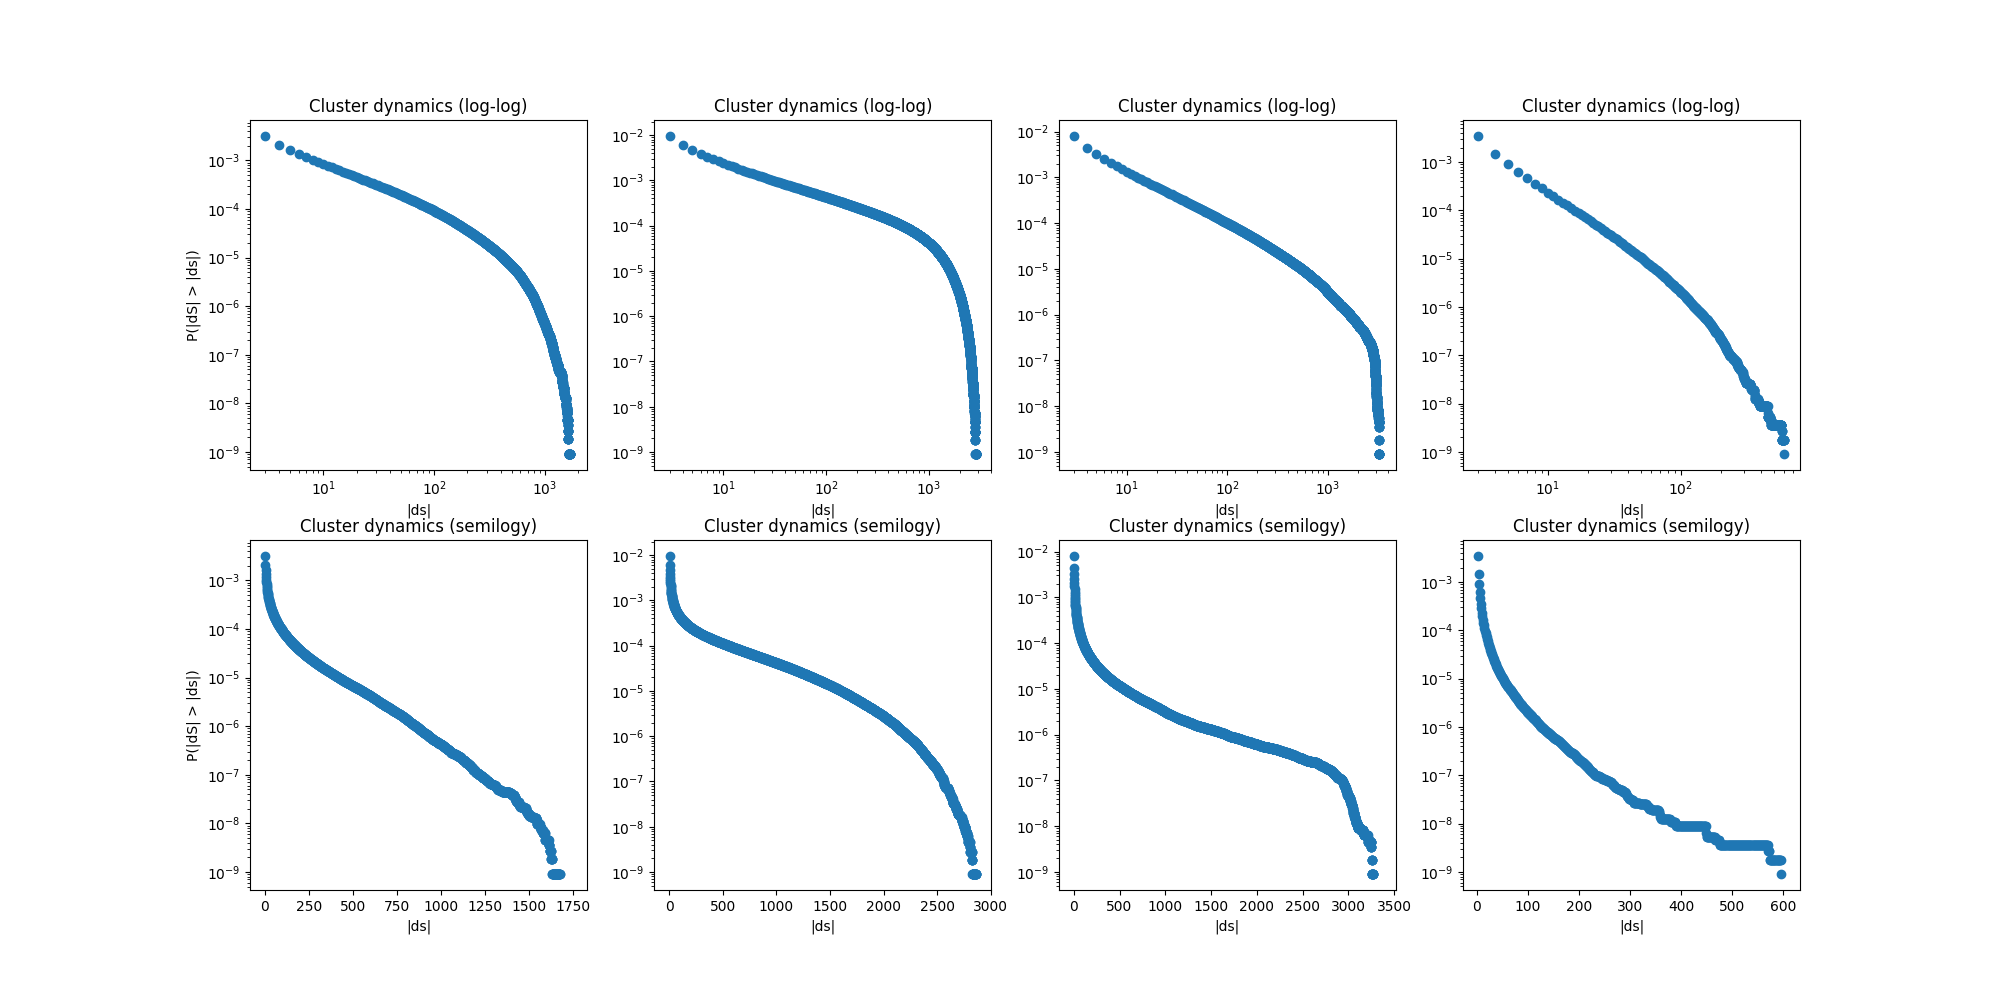 Cluster dynamics (log-log) Cluster dynamics (log-log) Cluster dynamics (log-log) Cluster dynamics (log-log)
P(|dS| > |ds|)
10⁻³ 10⁻⁴ 10⁻⁵ 10⁻⁶ 10⁻⁷ 10⁻⁸ 10⁻⁹
10⁻² 10⁻³ 10⁻⁴ 10⁻⁵ 10⁻⁶ 10⁻⁷ 10⁻⁸ 10⁻⁹
10⁻² 10⁻³ 10⁻⁴ 10⁻⁵ 10⁻⁶ 10⁻⁷ 10⁻⁸ 10⁻⁹
10⁻³ 10⁻⁴ 10⁻⁵ 10⁻⁶ 10⁻⁷ 10⁻⁸ 10⁻⁹
10¹ 10² 10³ 10¹ 10² 10³ 10¹ 10² 10³ 10¹ 10²
|ds| |ds| |ds| |ds|
Cluster dynamics (semilogy) Cluster dynamics (semilogy) Cluster dynamics (semilogy) Cluster dynamics (semilogy)
P(|dS| > |ds|)
10⁻³ 10⁻⁴ 10⁻⁵ 10⁻⁶ 10⁻⁷ 10⁻⁸ 10⁻⁹
10⁻² 10⁻³ 10⁻⁴ 10⁻⁵ 10⁻⁶ 10⁻⁷ 10⁻⁸ 10⁻⁹
10⁻² 10⁻³ 10⁻⁴ 10⁻⁵ 10⁻⁶ 10⁻⁷ 10⁻⁸ 10⁻⁹
10⁻³ 10⁻⁴ 10⁻⁵ 10⁻⁶ 10⁻⁷ 10⁻⁸ 10⁻⁹
0 250 500 750 1000 1250 1500 1750 0 500 1000 1500 2000 2500 3000 0 500 1000 1500 2000 2500 3000 3500 0 100 200 300 400 500 600
|ds| |ds| |ds| |ds|